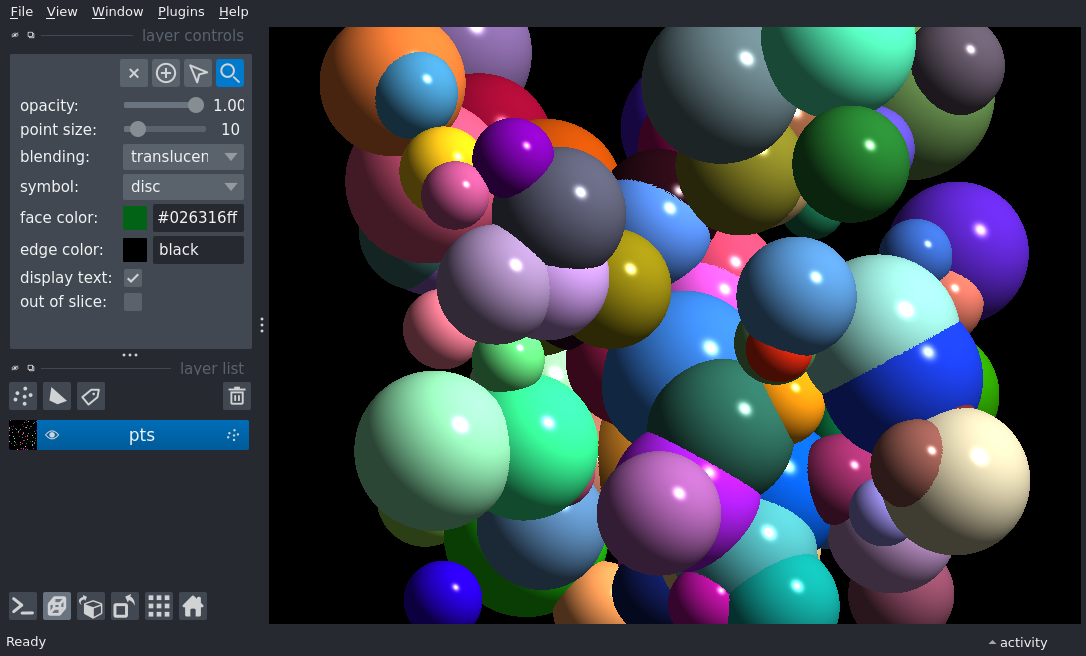 File View Window Plugins Help
layer controls
opacity: 1.00
point size: 10
blending: translucen
symbol: disc
face color: #026316ff
edge color: black
display text:
out of slice:
layer list
pts
Ready
activity